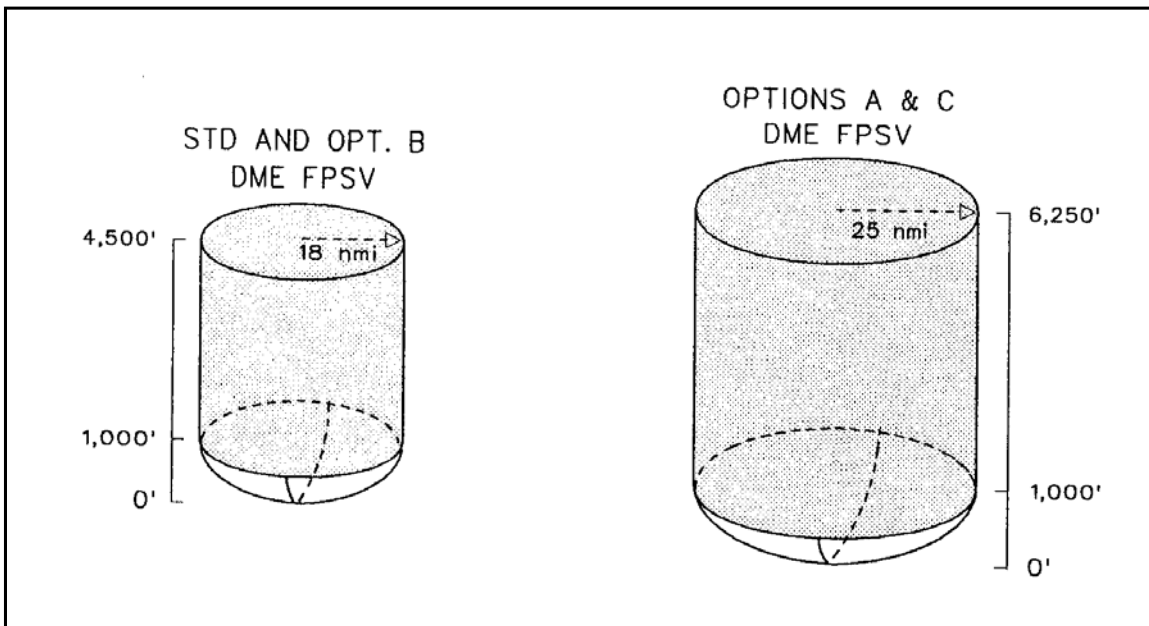 STD AND OPT. B
DME FPSV
4,500'
18 nmi
1,000'
0'
OPTIONS A & C
DME FPSV
6,250'
25 nmi
1,000'
0'